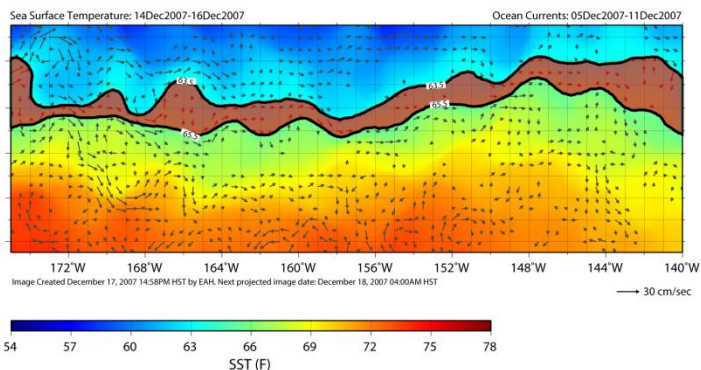 Sea Surface Temperature: 14Dec2007-16Dec2007 Ocean Currents: 05Dec2007-11Dec2007
63.5
63.5
65.5
65.5
172°W 168°W 164°W 160°W 156°W 152°W 148°W 144°W 140°W
Image Created December 17, 2007 14:58PM HST by EAH. Next projected image date: December 18, 2007 04:00AM HST
30 cm/sec
54 57 60 63 66 69 72 75 78
SST (F)